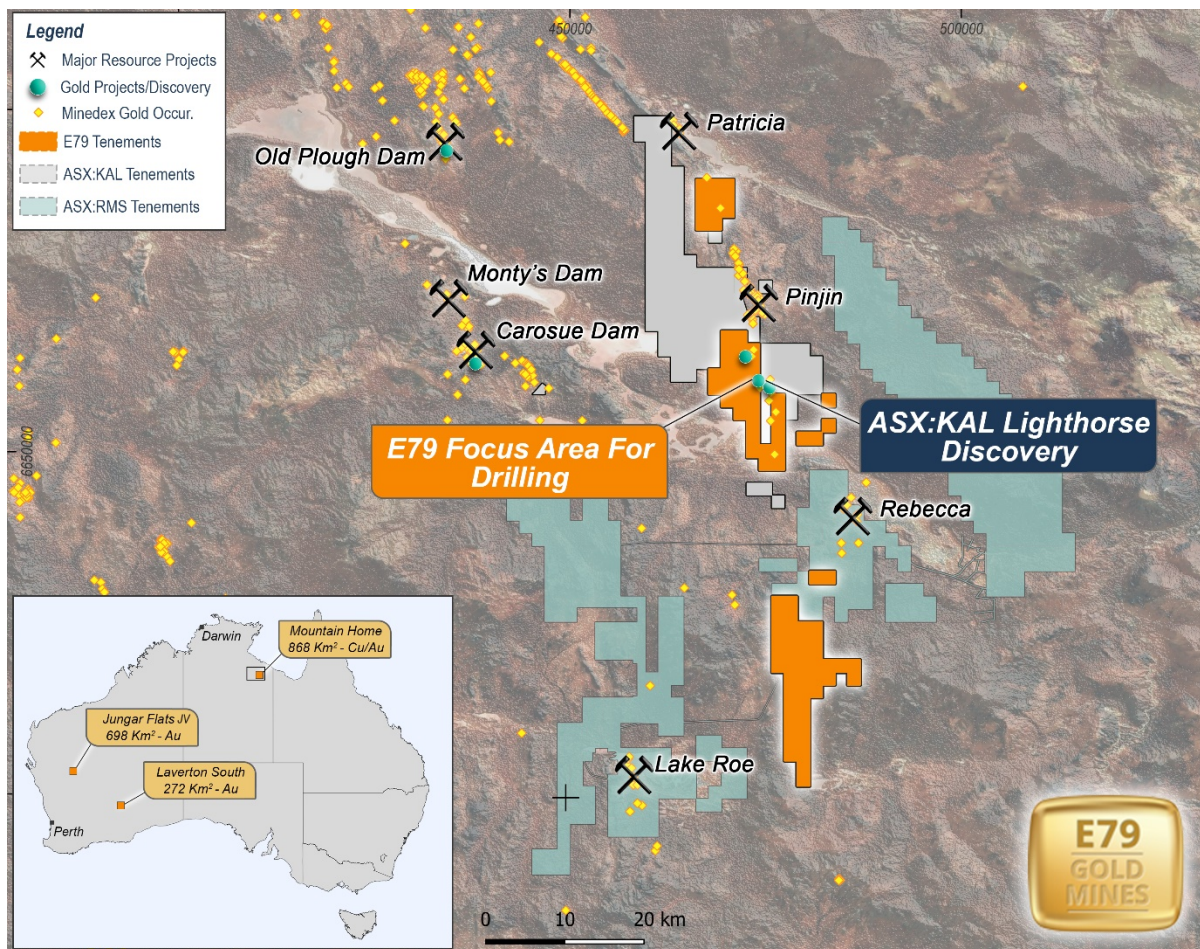 Legend
Major Resource Projects
Gold Projects/Discovery
Minedex Gold Occur.
E79 Tenements
ASX:KAL Tenements
ASX:RMS Tenements
450000
500000
6650000
Patricia
Old Plough Dam
Monty's Dam
Pinjin
Carosue Dam
E79 Focus Area For
Drilling
ASX:KAL Lighthorse
Discovery
Rebecca
Lake Roe
Darwin
Mountain Home
868 Km² - Cu/Au
Jungar Flats JV
698 Km² - Au
Laverton South
272 Km² - Au
Perth
0 10 20 km
E79
GOLD
MINES